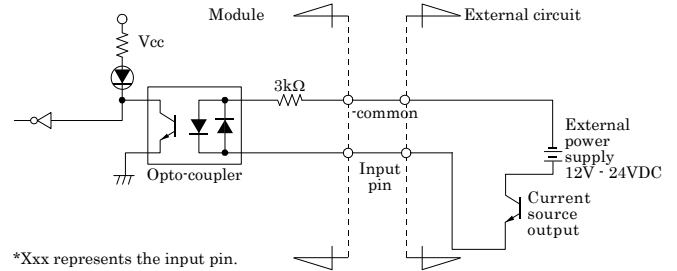 Module
External circuit
Vcc
3kΩ
-common
External
power
supply
12V - 24VDC
Input
pin
Opto-coupler
Current
source
output
*Xxx represents the input pin.